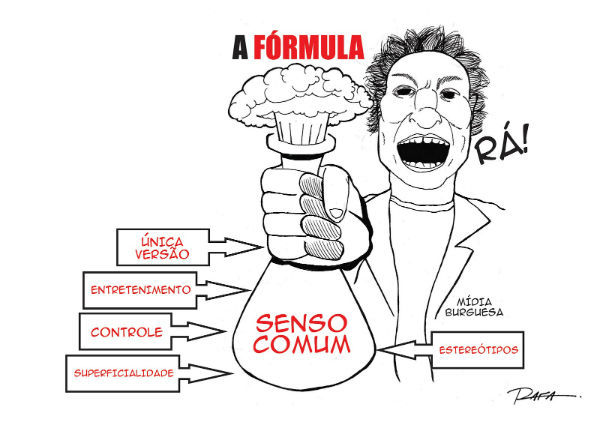 A FÓRMULA
RÁ!
ÚNICA
VERSÃO
ENTRETENIMENTO
CONTROLE
SUPERFICIALIDADE
SENSO
COMUM
MÍDIA
BURGUESA
ESTEREÓTIPOS
RAFA